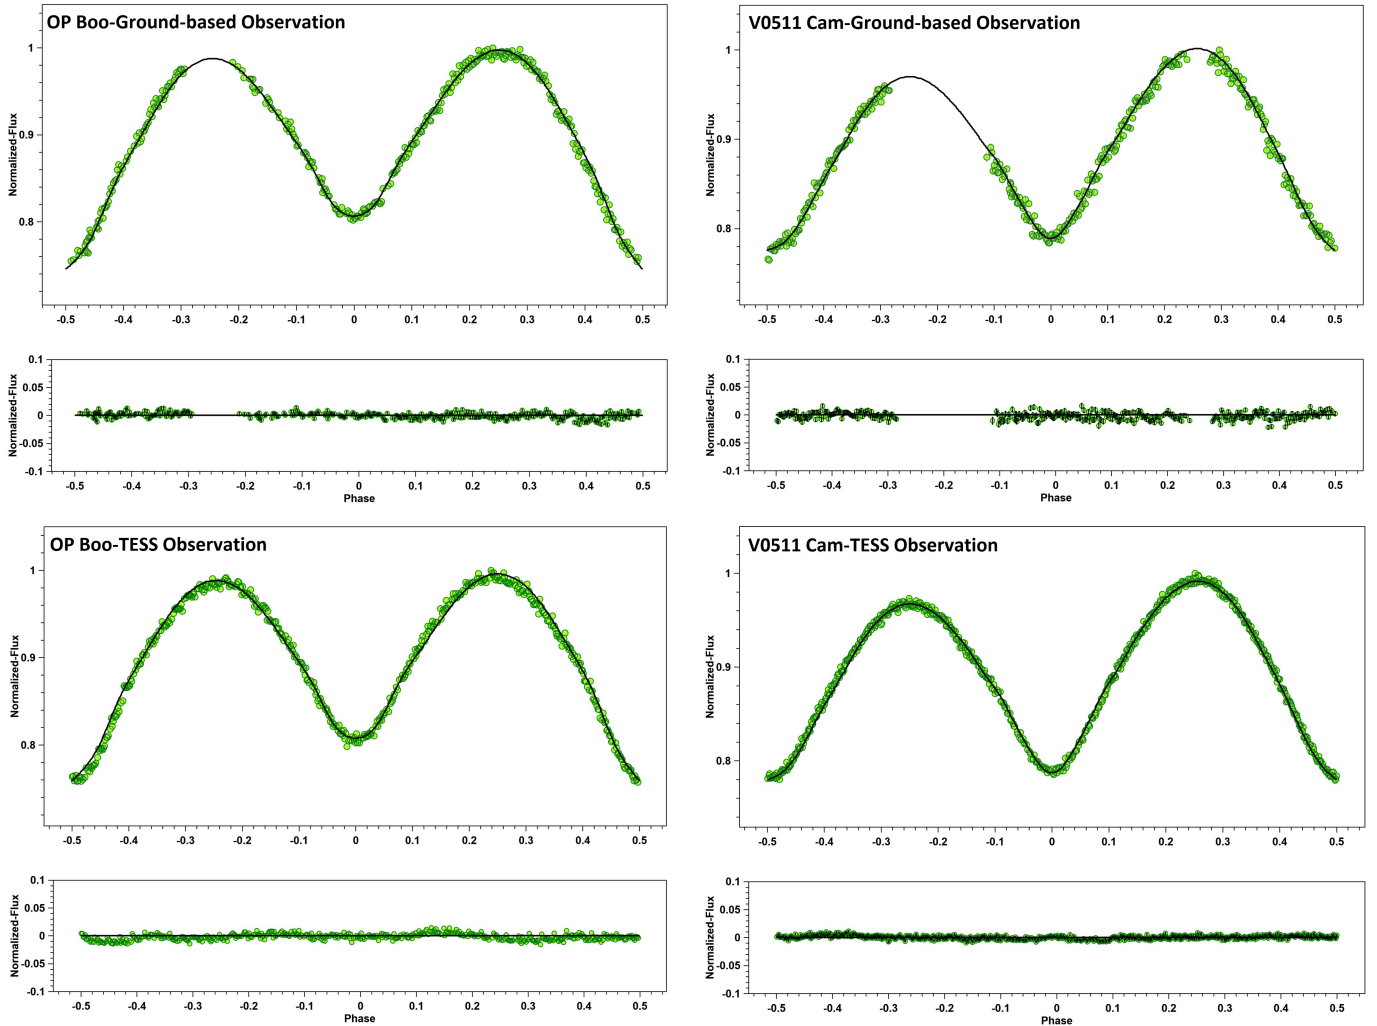 OP Boo-Ground-based Observation
Normalized-Flux
1
0.9
0.8
-0.5 -0.4 -0.3 -0.2 -0.1 0 0.1 0.2 0.3 0.4 0.5
Normalized-Flux
0.1
0.05
0
-0.05
-0.1
-0.5 -0.4 -0.3 -0.2 -0.1 0 0.1 0.2 0.3 0.4 0.5
Phase
V0511 Cam-Ground-based Observation
Normalized-Flux
1
0.9
0.8
-0.5 -0.4 -0.3 -0.2 -0.1 0 0.1 0.2 0.3 0.4 0.5
Normalized-Flux
0.1
0.05
0
-0.05
-0.1
-0.5 -0.4 -0.3 -0.2 -0.1 0 0.1 0.2 0.3 0.4 0.5
Phase
OP Boo-TESS Observation
Normalized-Flux
1
0.9
0.8
-0.5 -0.4 -0.3 -0.2 -0.1 0 0.1 0.2 0.3 0.4 0.5
Normalized-Flux
0.1
0.05
0
-0.05
-0.1
-0.5 -0.4 -0.3 -0.2 -0.1 0 0.1 0.2 0.3 0.4 0.5
Phase
V0511 Cam-TESS Observation
Normalized-Flux
1
0.9
0.8
-0.5 -0.4 -0.3 -0.2 -0.1 0 0.1 0.2 0.3 0.4 0.5
Normalized-Flux
0.1
0.05
0
-0.05
-0.1
-0.5 -0.4 -0.3 -0.2 -0.1 0 0.1 0.2 0.3 0.4 0.5
Phase